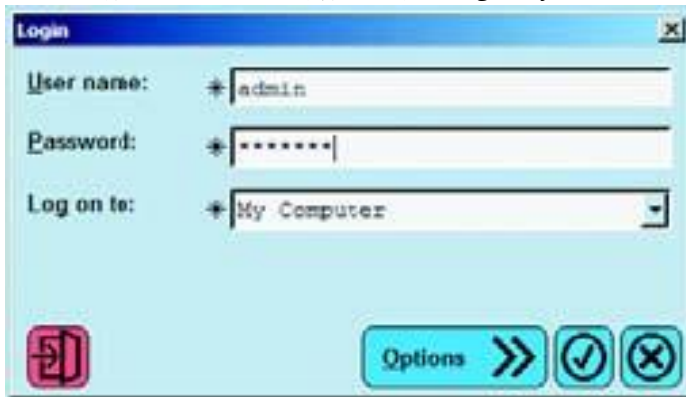 Login
User name:
admin
Password:
*******
Log on to:
My Computer
Options